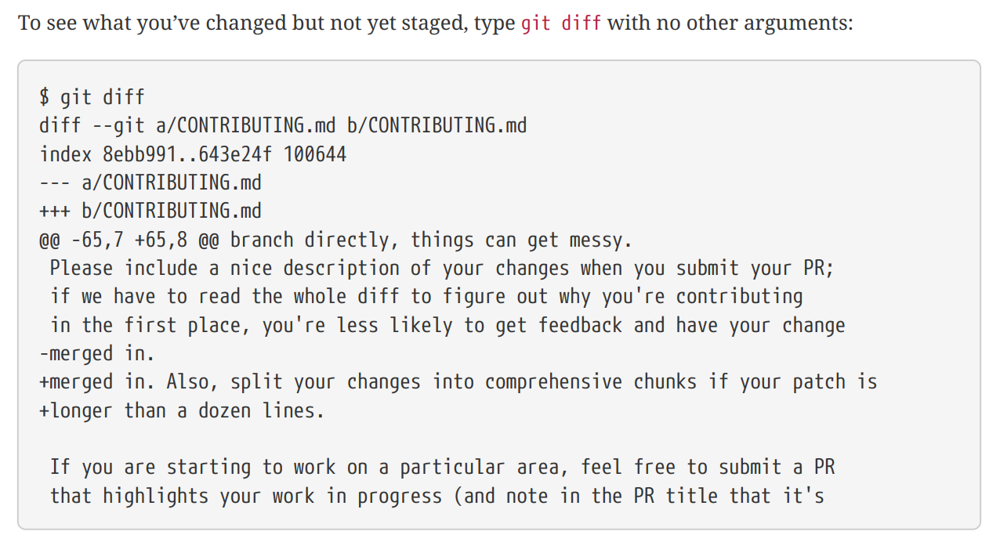 To see what you’ve changed but not yet staged, type git diff with no other arguments:
$ git diff
diff --git a/CONTRIBUTING.md b/CONTRIBUTING.md
index 8ebb991..643e24f 100644
--- a/CONTRIBUTING.md
+++ b/CONTRIBUTING.md
@@ -65,7 +65,8 @@ branch directly, things can get messy.
 Please include a nice description of your changes when you submit your PR;
 if we have to read the whole diff to figure out why you're contributing
 in the first place, you're less likely to get feedback and have your change
-merged in.
+merged in. Also, split your changes into comprehensive chunks if your patch is
+longer than a dozen lines.

 If you are starting to work on a particular area, feel free to submit a PR
 that highlights your work in progress (and note in the PR title that it's